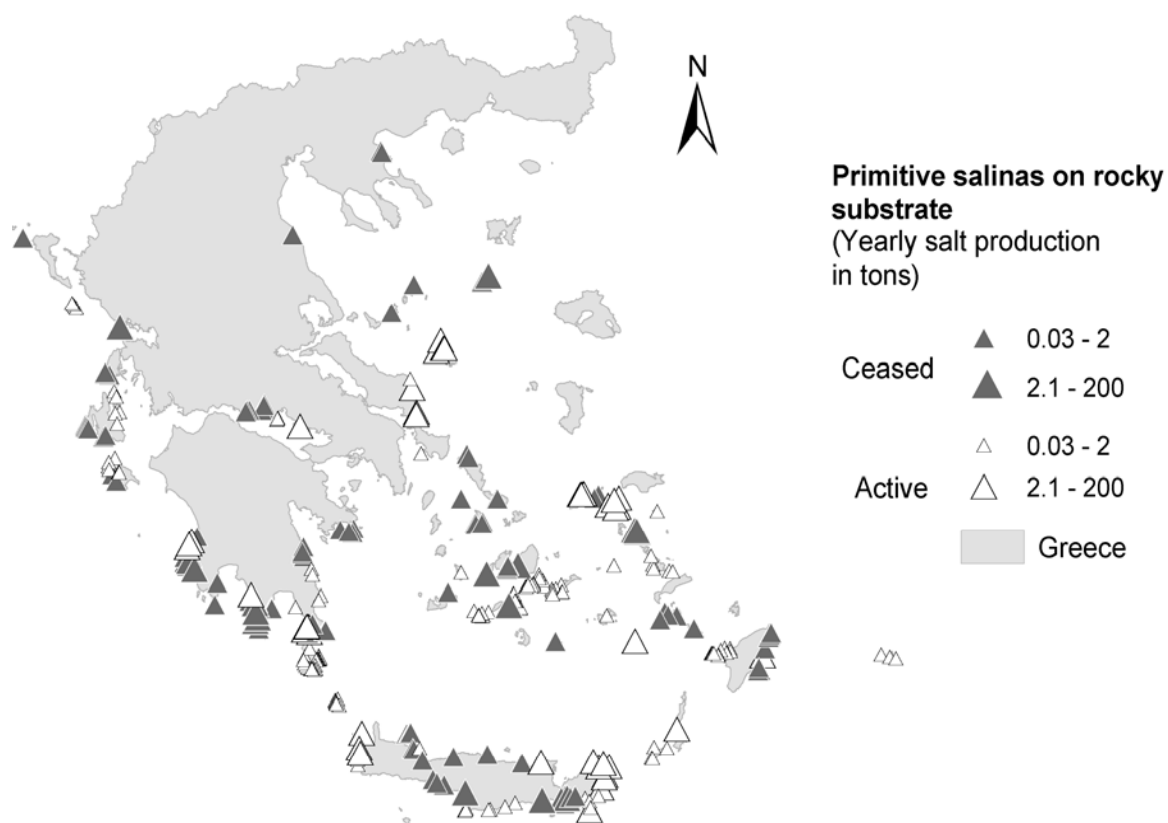 N
Primitive salinas on rocky
substrate
(Yearly salt production
in tons)
Ceased
0.03 - 2
2.1 - 200
Active
0.03 - 2
2.1 - 200
Greece